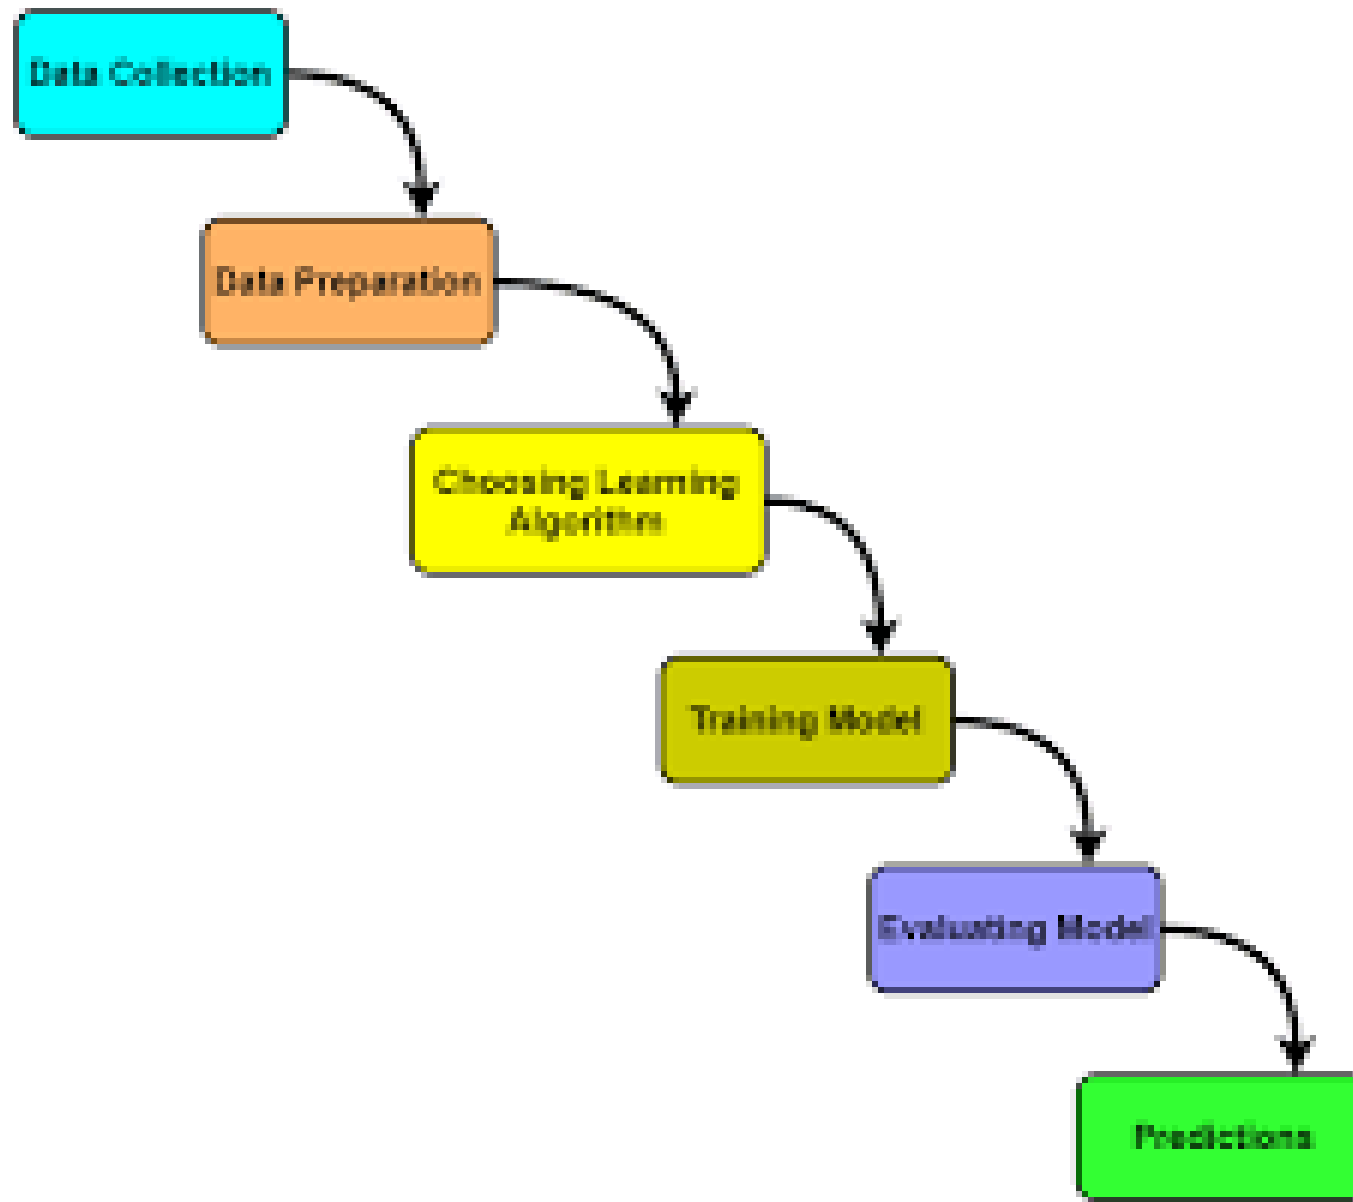 Data Collection
Data Preparation
Choosing Learning
Algorithm
Training Model
Evaluating Model
Predictions